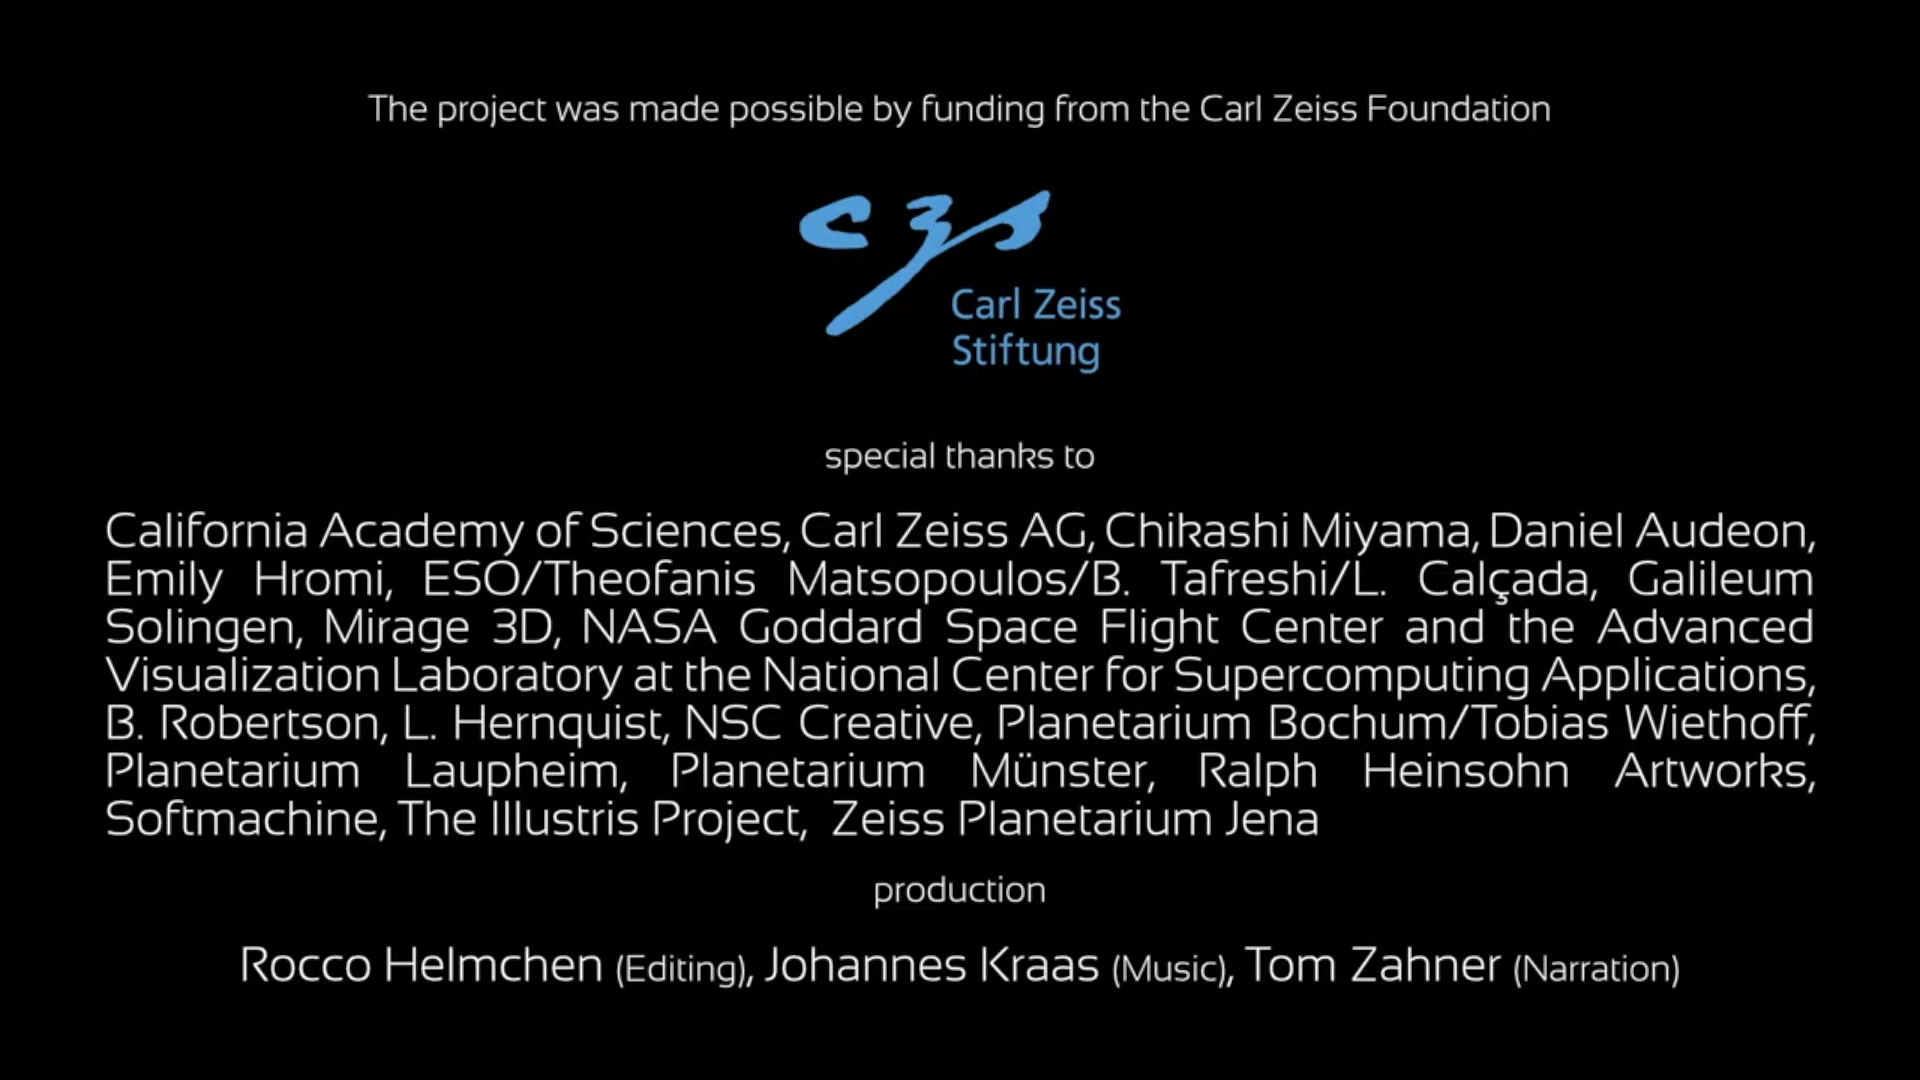 The project was made possible by funding from the Carl Zeiss Foundation
czs
Carl Zeiss
Stiftung
special thanks to
California Academy of Sciences, Carl Zeiss AG, Chikashi Miyama, Daniel Audeon,
Emily Hromi, ESO/Theofanis Matsopoulos/B. Tafreshi/L. Calçada, Galileum
Solingen, Mirage 3D, NASA Goddard Space Flight Center and the Advanced
Visualization Laboratory at the National Center for Supercomputing Applications,
B. Robertson, L. Hernquist, NSC Creative, Planetarium Bochum/Tobias Wiethoff,
Planetarium Laupheim, Planetarium Münster, Ralph Heinsohn Artworks,
Softmachine, The Illustris Project, Zeiss Planetarium Jena
production
Rocco Helmchen (Editing), Johannes Kraas (Music), Tom Zahner (Narration)